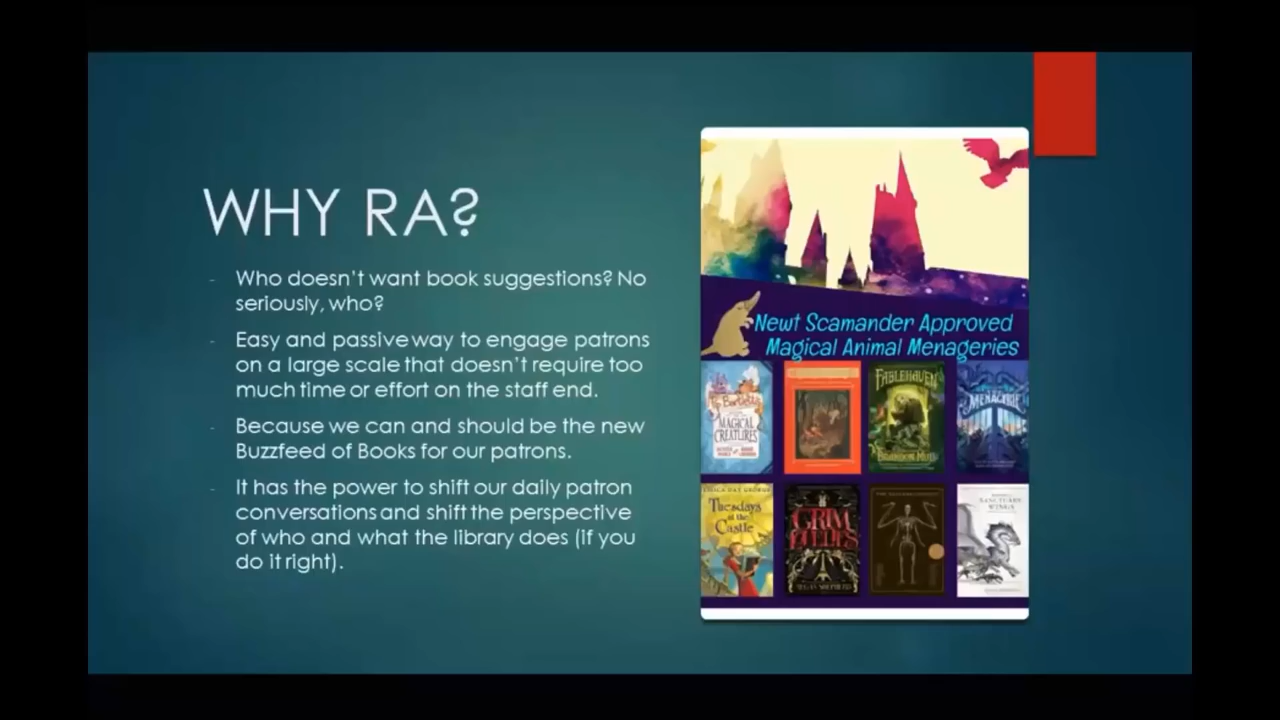 WHY RA?
- Who doesn't want book suggestions? No
seriously, who?
- Easy and passive way to engage patrons
on a large scale that doesn't require too
much time or effort on the staff end.
- Because we can and should be the new
Buzzfeed of Books for our patrons.
- It has the power to shift our daily patron
conversations and shift the perspective
of who and what the library does (if you
do it right).
Newt Scamander Approved
Magical Animal Menageries
MAGICAL
CREATURES
FABLEHAVEN
MENAGERIE
Tuesdays
at the
Castle
GRIM
WINGS